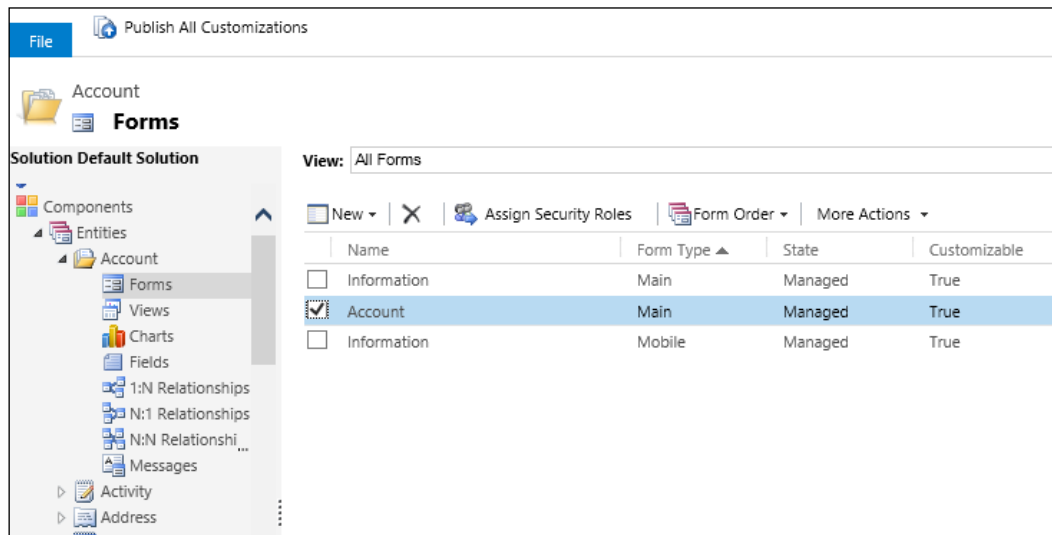 Publish All Customizations
File
Account
Forms
Solution Default Solution
View: All Forms
Components
New Assign Security Roles Form Order More Actions
Entities
Name Form Type State Customizable
Account
Information Main Managed True
Forms
Account Main Managed True
Views
Information Mobile Managed True
Charts
Fields
1:N Relationships
N:1 Relationships
N:N Relationshi...
Messages
Activity
Address